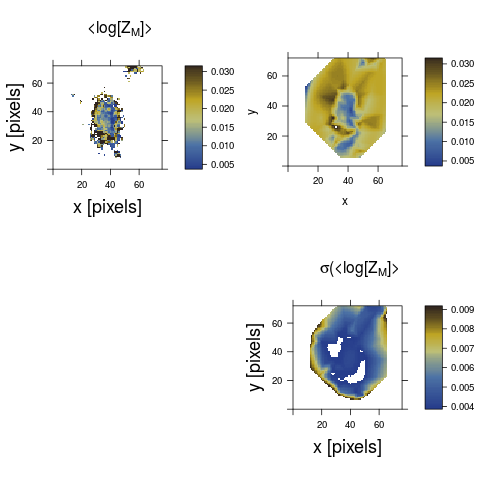 <log[Z_M]>
0.030
0.025
0.020
0.015
0.010
0.005
60
40
20
y [pixels]
20 40 60
x [pixels]
0.030
0.025
0.020
0.015
0.010
0.005
60
40
20
y
20 40 60
x
σ(<log[Z_M]>
0.009
0.008
0.007
0.006
0.005
0.004
60
40
20
y [pixels]
20 40 60
x [pixels]